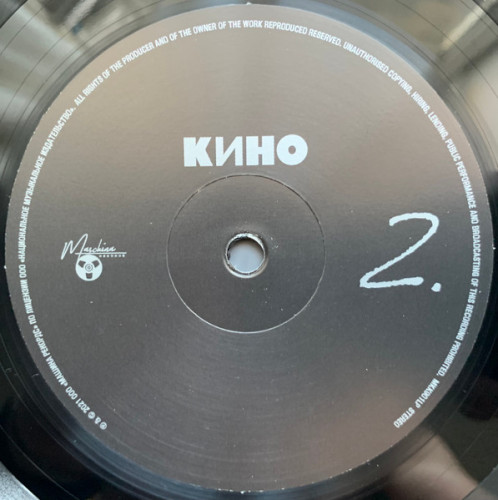 ℗ & © 2021 ООО «МАШИНА РЕКОРДС» ПО ЛИЦЕНЗИИ ООО «НАЦИОНАЛЬНОЕ МУЗЫКАЛЬНОЕ ИЗДАТЕЛЬСТВО». ALL RIGHTS OF THE PRODUCER AND OF THE OWNER OF THE WORK REPRODUCED RESERVED. UNAUTHORISED COPYING, HIRING, LENDING, PUBLIC PERFORMANCE AND BROADCASTING OF THIS RECORDING PROHIBITED. STEREO
КИНО
Maschina
RECORDS
2.